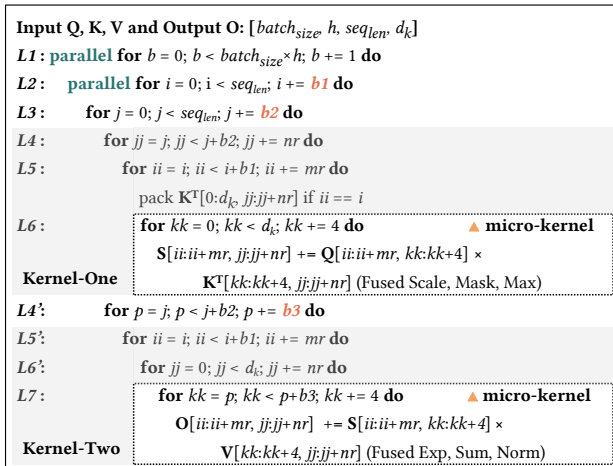 Input Q, K, V and Output O: [batch_size, h, seq_len, d_k]
L1: parallel for b = 0; b < batch_size×h; b += 1 do
L2: parallel for i = 0; i < seq_len; i += b1 do
L3: for j = 0; j < seq_len; j += b2 do
L4: for jj = j; jj < j+b2; jj += nr do
L5: for ii = i; ii < i+b1; ii += mr do
pack K^T[0:d_k, jj:jj+nr] if ii == i
L6: for kk = 0; kk < d_k; kk += 4 do ▲ micro-kernel
S[ii:ii+mr, jj:jj+nr] += Q[ii:ii+mr, kk:kk+4] ×
Kernel-One K^T[kk:kk+4, jj:jj+nr] (Fused Scale, Mask, Max)
L4': for p = j; p < j+b2; p += b3 do
L5': for ii = i; ii < i+b1; ii += mr do
L6': for jj = 0; jj < d_k; jj += nr do
L7: for kk = p; kk < p+b3; kk += 4 do ▲ micro-kernel
O[ii:ii+mr, jj:jj+nr] += S[ii:ii+mr, kk:kk+4] ×
Kernel-Two V[kk:kk+4, jj:jj+nr] (Fused Exp, Sum, Norm)